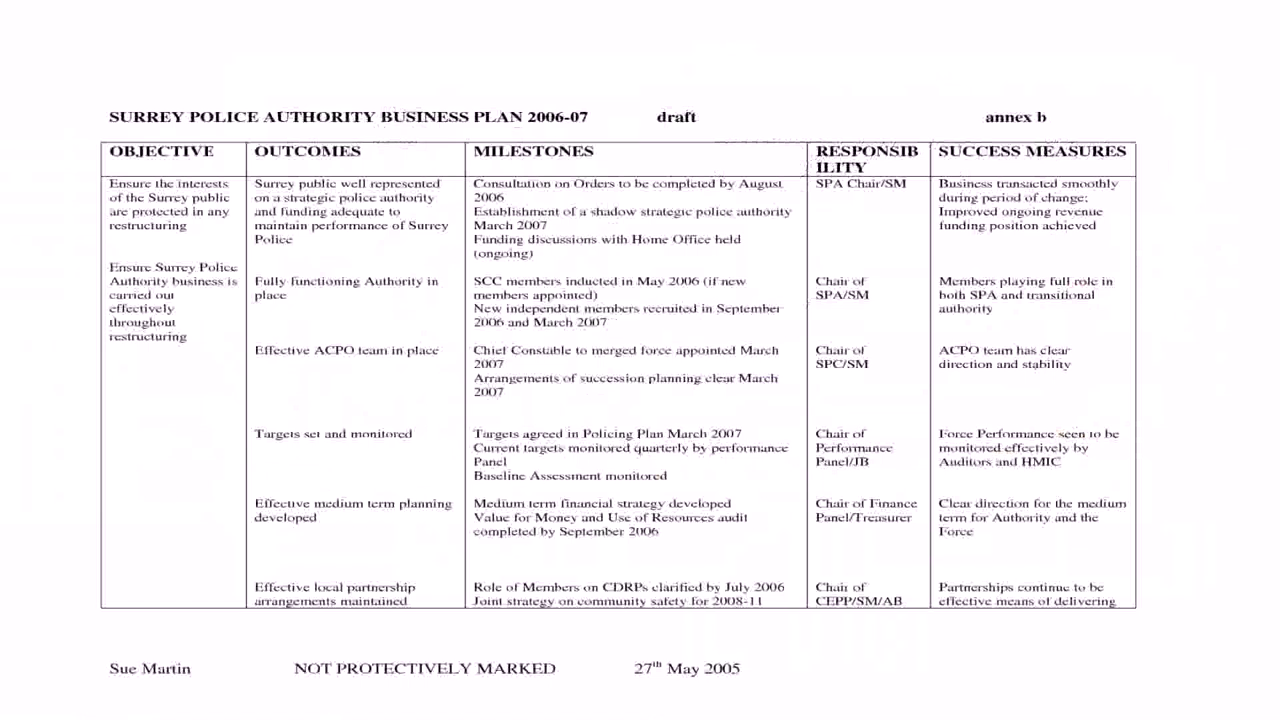 SURREY POLICE AUTHORITY BUSINESS PLAN 2006-07 draft annex b
OBJECTIVE OUTCOMES MILESTONES RESPONSIB SUCCESS MEASURES
ILITY
Ensure the interests Surrey public well represented Consultation on Orders to be completed by August SPA Chair/SM Business transacted smoothly
of the Surrey public on a strategic police authority 2006 during period of change;
are protected in any and funding adequate to Establishment of a shadow strategic police authority Improved ongoing revenue
restructuring maintain performance of Surrey March 2007 funding position achieved
Police Funding discussions with Home Office held
(ongoing)
Ensure Surrey Police
Authority business is Fully functioning Authority in SCC members inducted in May 2006 (if new Chair of Members playing full role in
carried out place members appointed) SPA/SM both SPA and transitional
effectively New independent members recruited in September authority
throughout 2006 and March 2007
restructuring
Effective ACPO team in place Chief Constable to merged force appointed March Chair of ACPO team has clear
2007 SPC/SM direction and stability
Arrangements of succession planning clear March
2007
Targets set and monitored Targets agreed in Policing Plan March 2007 Chair of Force Performance seen to be
Current targets monitored quarterly by performance Performance monitored effectively by
Panel Panel/JB Auditors and HMIC
Baseline Assessment monitored
Effective medium term planning Medium term financial strategy developed Chair of Finance Clear direction for the medium
developed Value for Money and Use of Resources audit Panel/Treasurer term for Authority and the
completed by September 2006 Force
Effective local partnership Role of Members on CDRPs clarified by July 2006 Chair of Partnerships continue to be
arrangements maintained Joint strategy on community safety for 2008-11 CEPP/SM/AB effective means of delivering
Sue Martin NOT PROTECTIVELY MARKED 27th May 2005